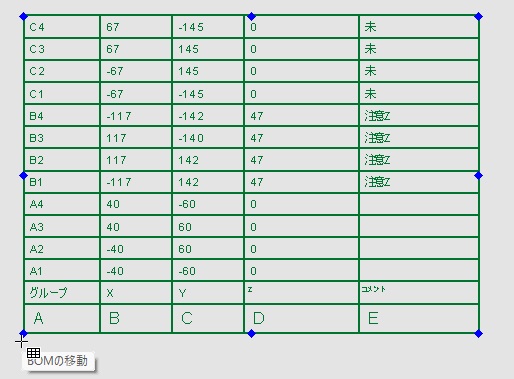 C4 67 -145 0 未
C3 67 145 0 未
C2 -67 145 0 未
C1 -67 -145 0 未
B4 -117 -142 47 注意Z
B3 117 -140 47 注意Z
B2 117 142 47 注意Z
B1 -117 142 47 注意Z
A4 40 -60 0
A3 40 60 0
A2 -40 60 0
A1 -40 -60 0
グループ X Y Z コメント
A B C D E
BOMの移動